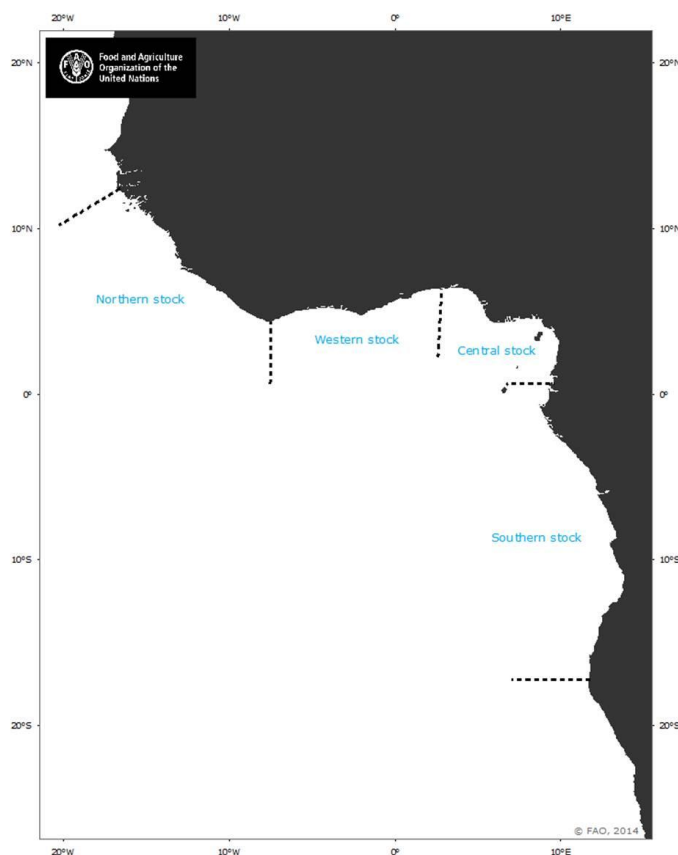 20°W 10°W 0° 10°E
20°N 20°N
Food and Agriculture
Organization of the
United Nations
F A O
10°N 10°N
Northern stock
Western stock
Central stock
0° 0°
Southern stock
10°S 10°S
20°S 20°S
© FAO, 2014
20°W 10°W 0° 10°E